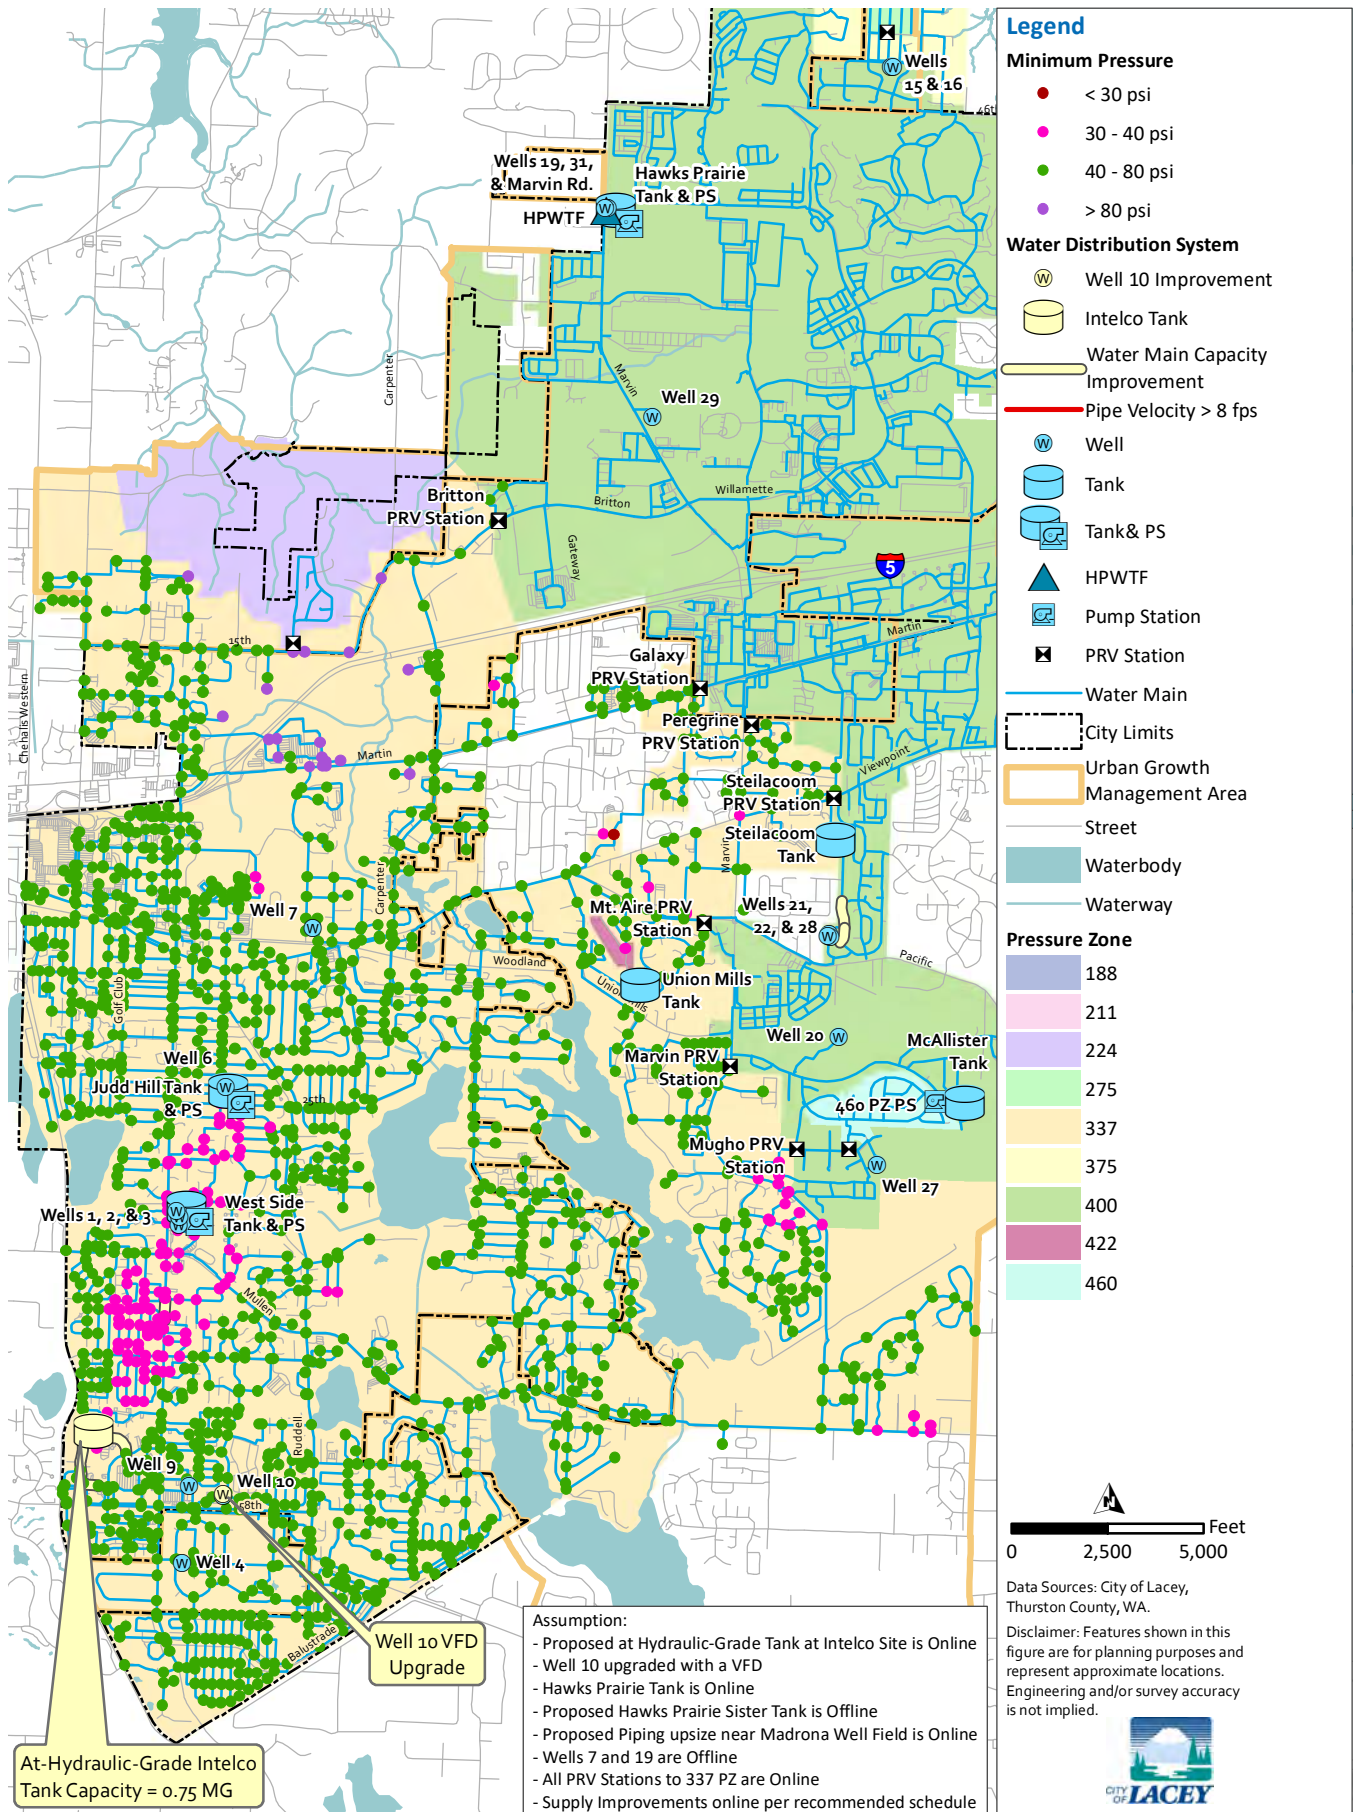 Wells
15 & 16
46th
Wells 19, 31,
& Marvin Rd.
Hawks Prairie
Tank & PS
HPWTF
Carpenter
Marvin
Well 29
Willamette
Britton
Britton
PRV Station
Gateway
5
15th
Martin
Galaxy
PRV Station
Chehalis Western
Peregrine
PRV Station
Martin
Viewpoint
Steilacoom
PRV Station
Steilacoom
Tank
Marvin
Carpenter
Well 7
Mt. Aire PRV
Station
Wells 21,
22, & 28
Pacific
Woodland
Union Mills
Union Mills
Tank
Golf Club
Well 20
McAllister
Tank
Well 6
Judd Hill Tank
& PS
25th
Marvin PRV
Station
460 PZ PS
Mugho PRV
Station
Well 27
West Side
Tank & PS
Wells 1, 2, & 3
Mullen
Ruddell
Well 9
Well 10
58th
Well 4
Balustrade
Well 10 VFD
Upgrade
At-Hydraulic-Grade Intelco
Tank Capacity = 0.75 MG
Assumption:
- Proposed at Hydraulic-Grade Tank at Intelco Site is Online
- Well 10 upgraded with a VFD
- Hawks Prairie Tank is Online
- Proposed Hawks Prairie Sister Tank is Offline
- Proposed Piping upsize near Madrona Well Field is Online
- Wells 7 and 19 are Offline
- All PRV Stations to 337 PZ are Online
- Supply Improvements online per recommended schedule
Legend
Minimum Pressure
< 30 psi
30 - 40 psi
40 - 80 psi
> 80 psi
Water Distribution System
W Well 10 Improvement
Intelco Tank
Water Main Capacity
Improvement
Pipe Velocity > 8 fps
W Well
Tank
Tank& PS
HPWTF
Pump Station
PRV Station
Water Main
City Limits
Urban Growth
Management Area
Street
Waterbody
Waterway
Pressure Zone
188
211
224
275
337
375
400
422
460
N
Feet
0 2,500 5,000
Data Sources: City of Lacey,
Thurston County, WA.
Disclaimer: Features shown in this
figure are for planning purposes and
represent approximate locations.
Engineering and/or survey accuracy
is not implied.
CITY
OF LACEY